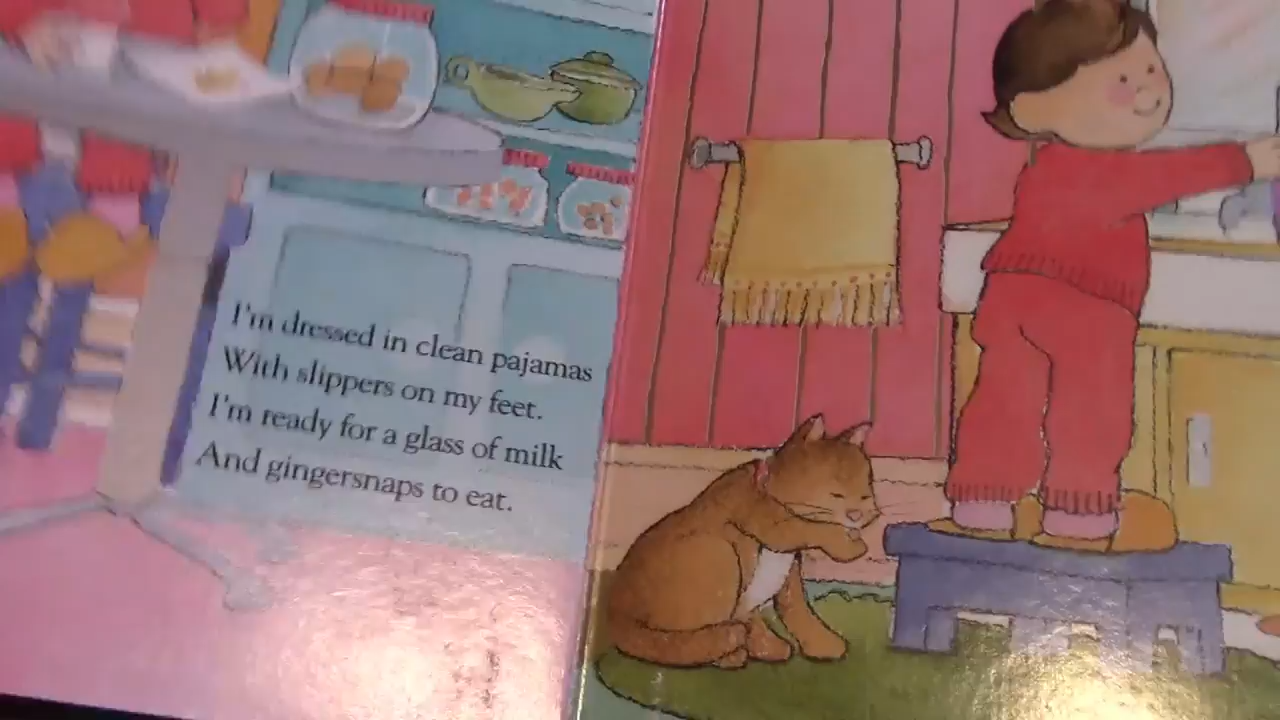 I'm dressed in clean pajamas
With slippers on my feet.
I'm ready for a glass of milk
And gingersnaps to eat.